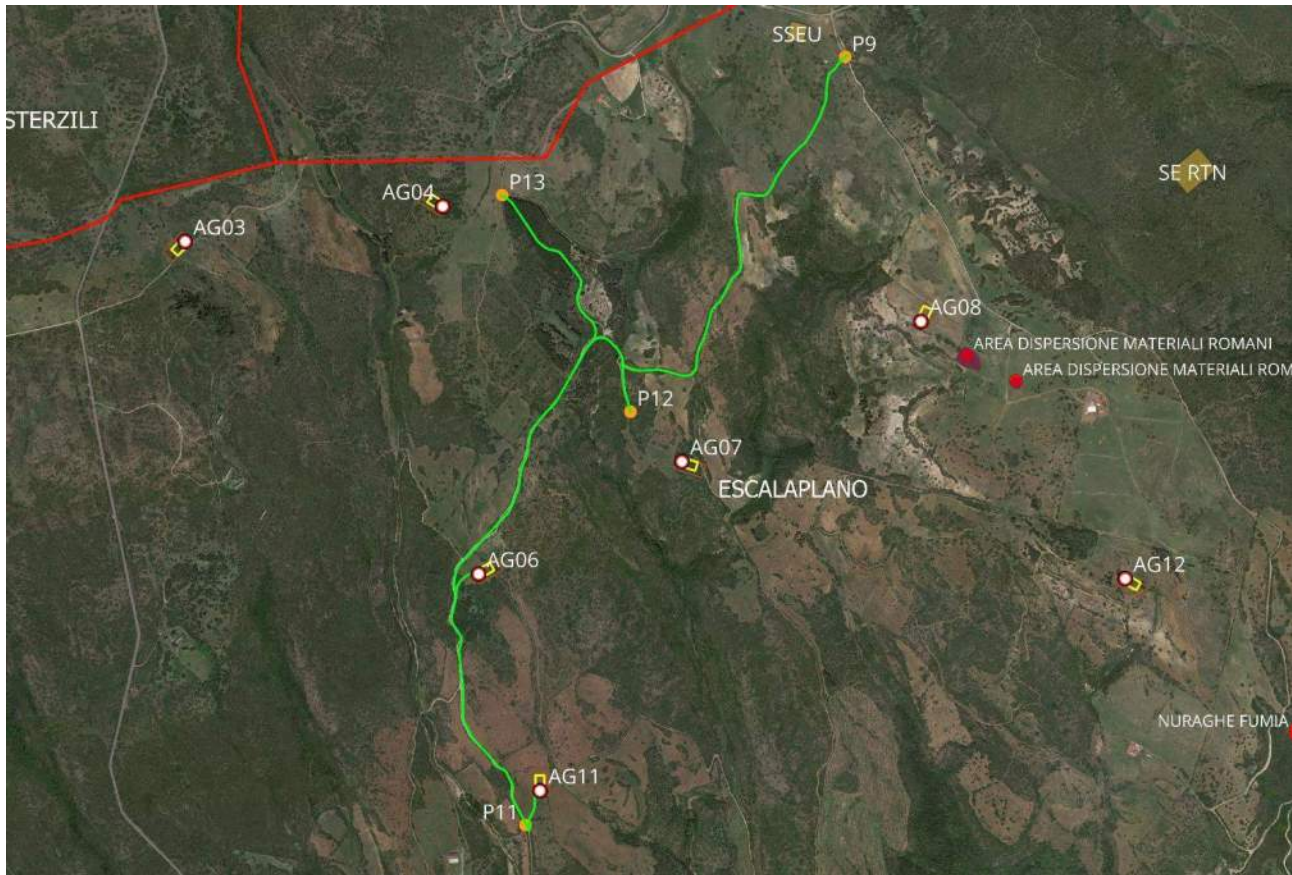 SSEU
P9
STERZILI
SE RTN
AG04
P13
AG03
AG08
AREA DISPERSIONE MATERIALI ROMANI
AREA DISPERSIONE MATERIALI ROM
P12
AG07
ESCALAPLANO
AG06
AG12
NURAGHE FUMIA
AG11
P11